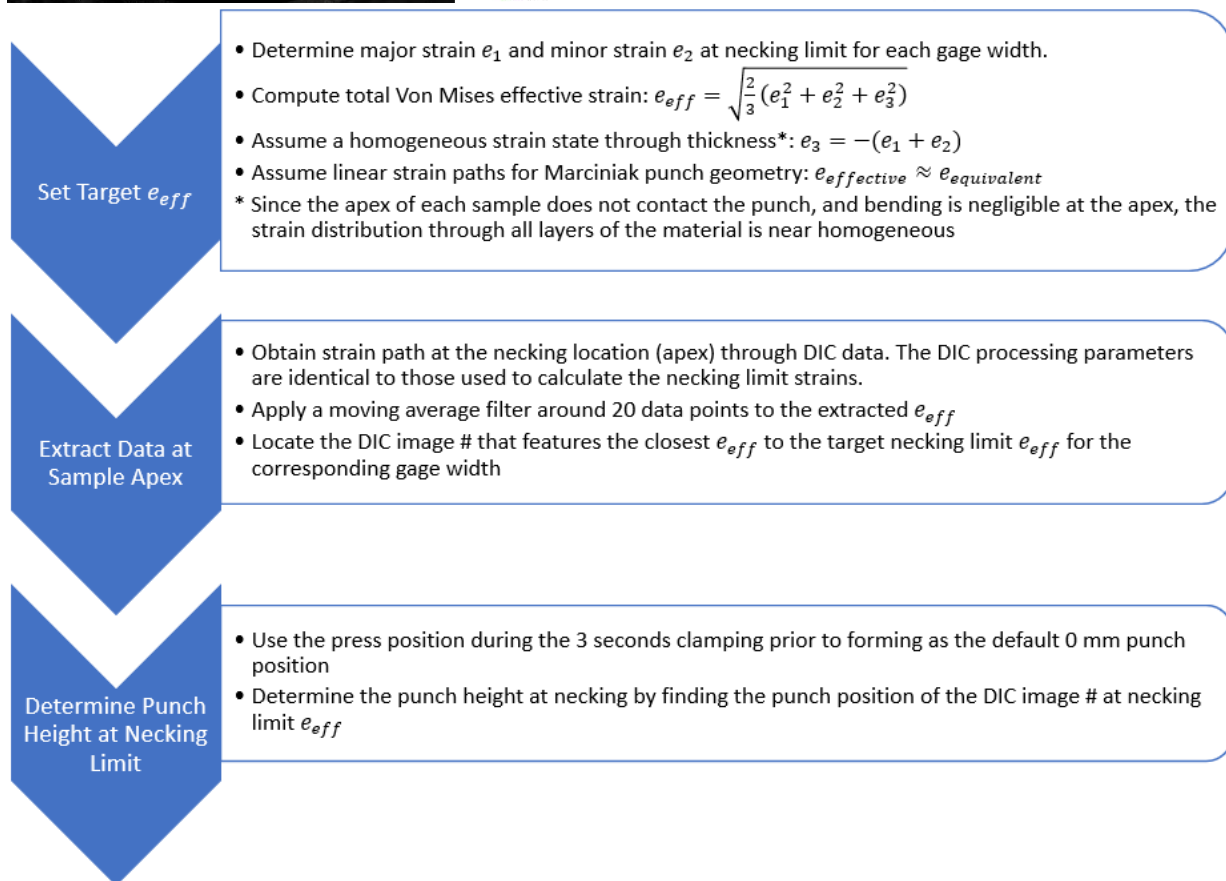 Set Target e_eff
• Determine major strain e₁ and minor strain e₂ at necking limit for each gage width.
• Compute total Von Mises effective strain: e_eff = √(2/3 (e₁² + e₂² + e₃²))
• Assume a homogeneous strain state through thickness*: e₃ = −(e₁ + e₂)
• Assume linear strain paths for Marciniak punch geometry: e_effective ≈ e_equivalent
* Since the apex of each sample does not contact the punch, and bending is negligible at the apex, the
strain distribution through all layers of the material is near homogeneous
Extract Data at
Sample Apex
• Obtain strain path at the necking location (apex) through DIC data. The DIC processing parameters
are identical to those used to calculate the necking limit strains.
• Apply a moving average filter around 20 data points to the extracted e_eff
• Locate the DIC image # that features the closest e_eff to the target necking limit e_eff for the
corresponding gage width
Determine Punch
Height at Necking
Limit
• Use the press position during the 3 seconds clamping prior to forming as the default 0 mm punch
position
• Determine the punch height at necking by finding the punch position of the DIC image # at necking
limit e_eff